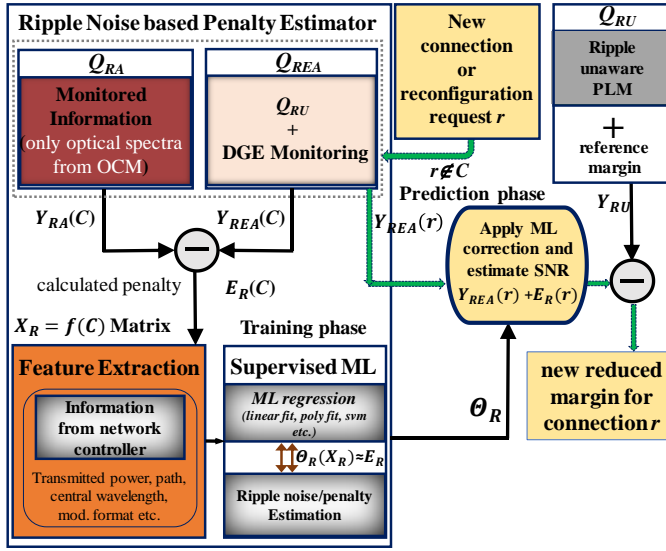 Ripple Noise based Penalty Estimator
Q_RA
Monitored
Information
(only optical spectra
from OCM)
Q_REA
Q_RU
+
DGE Monitoring
New
connection
or
reconfiguration
request r
Q_RU
Ripple
unaware
PLM
+
reference
margin
r∉C
Prediction phase
Y_RA(C)
Y_REA(C)
Y_REA(r)
Y_RU
−
Apply ML
correction and
estimate SNR
Y_REA(r) +E_R(r)
−
calculated penalty
E_R(C)
X_R = f(C) Matrix
Training phase
Feature Extraction
Information
from network
controller
Transmitted power, path,
central wavelength,
mod. format etc.
Supervised ML
ML regression
(linear fit, poly fit, svm
etc.)
Θ_R(X_R)≈E_R
Ripple noise/penalty
Estimation
Θ_R
new reduced
margin for
connection r